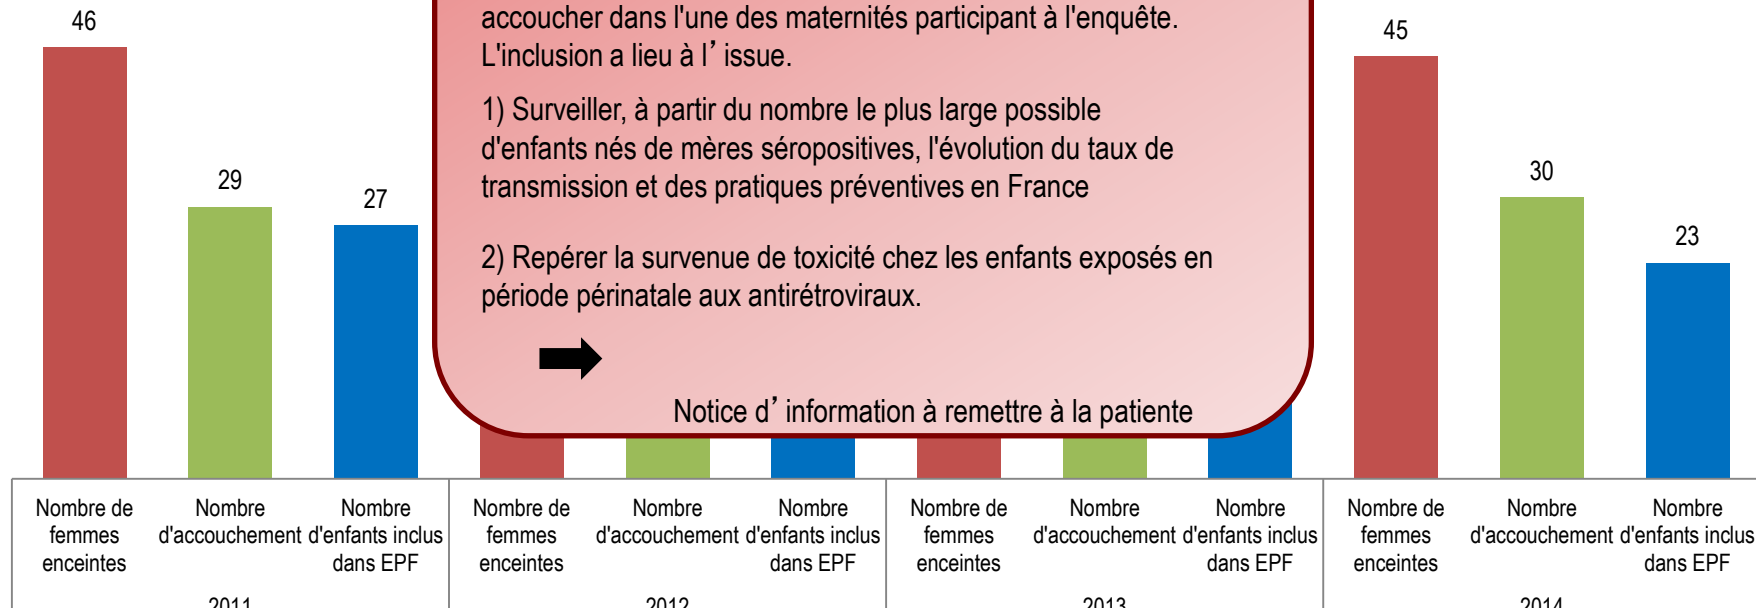 46
29
27
accoucher dans l'une des maternités participant à l'enquête.
L'inclusion a lieu à l’ issue.
1) Surveiller, à partir du nombre le plus large possible
d'enfants nés de mères séropositives, l'évolution du taux de
transmission et des pratiques préventives en France
2) Repérer la survenue de toxicité chez les enfants exposés en
période périnatale aux antirétroviraux.
Notice d’ information à remettre à la patiente
45
30
23
Nombre de
femmes
enceintes
Nombre
d'accouchement
Nombre
d'enfants inclus
dans EPF
2011
Nombre de
femmes
enceintes
Nombre
d'accouchement
Nombre
d'enfants inclus
dans EPF
2012
Nombre de
femmes
enceintes
Nombre
d'accouchement
Nombre
d'enfants inclus
dans EPF
2013
Nombre de
femmes
enceintes
Nombre
d'accouchement
Nombre
d'enfants inclus
dans EPF
2014